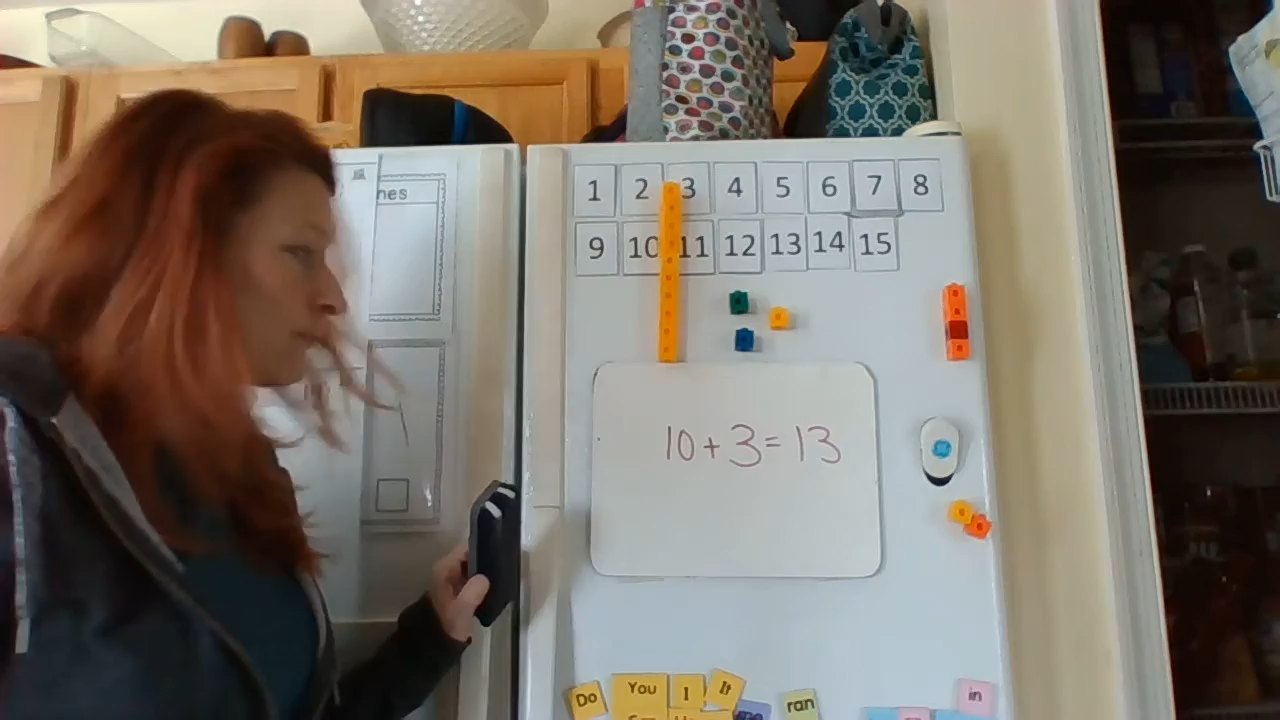 nes
1 2 3 4 5 6 7 8
9 10 11 12 13 14 15
10+3=13
Do You I It
ran
in